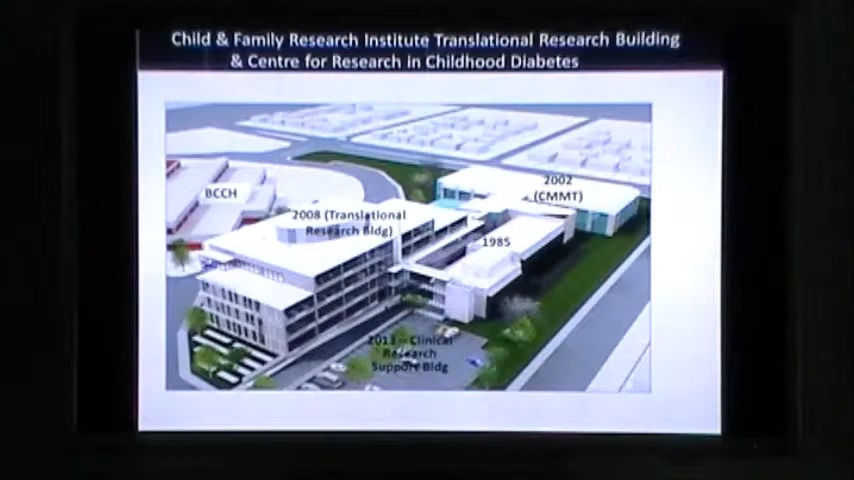 Child & Family Research Institute Translational Research Building
& Centre for Research in Childhood Diabetes
BCCH
2002
(CMMT)
2008 (Translational
Research Bldg)
1985
2013 – Clinical
Research
Support Bldg